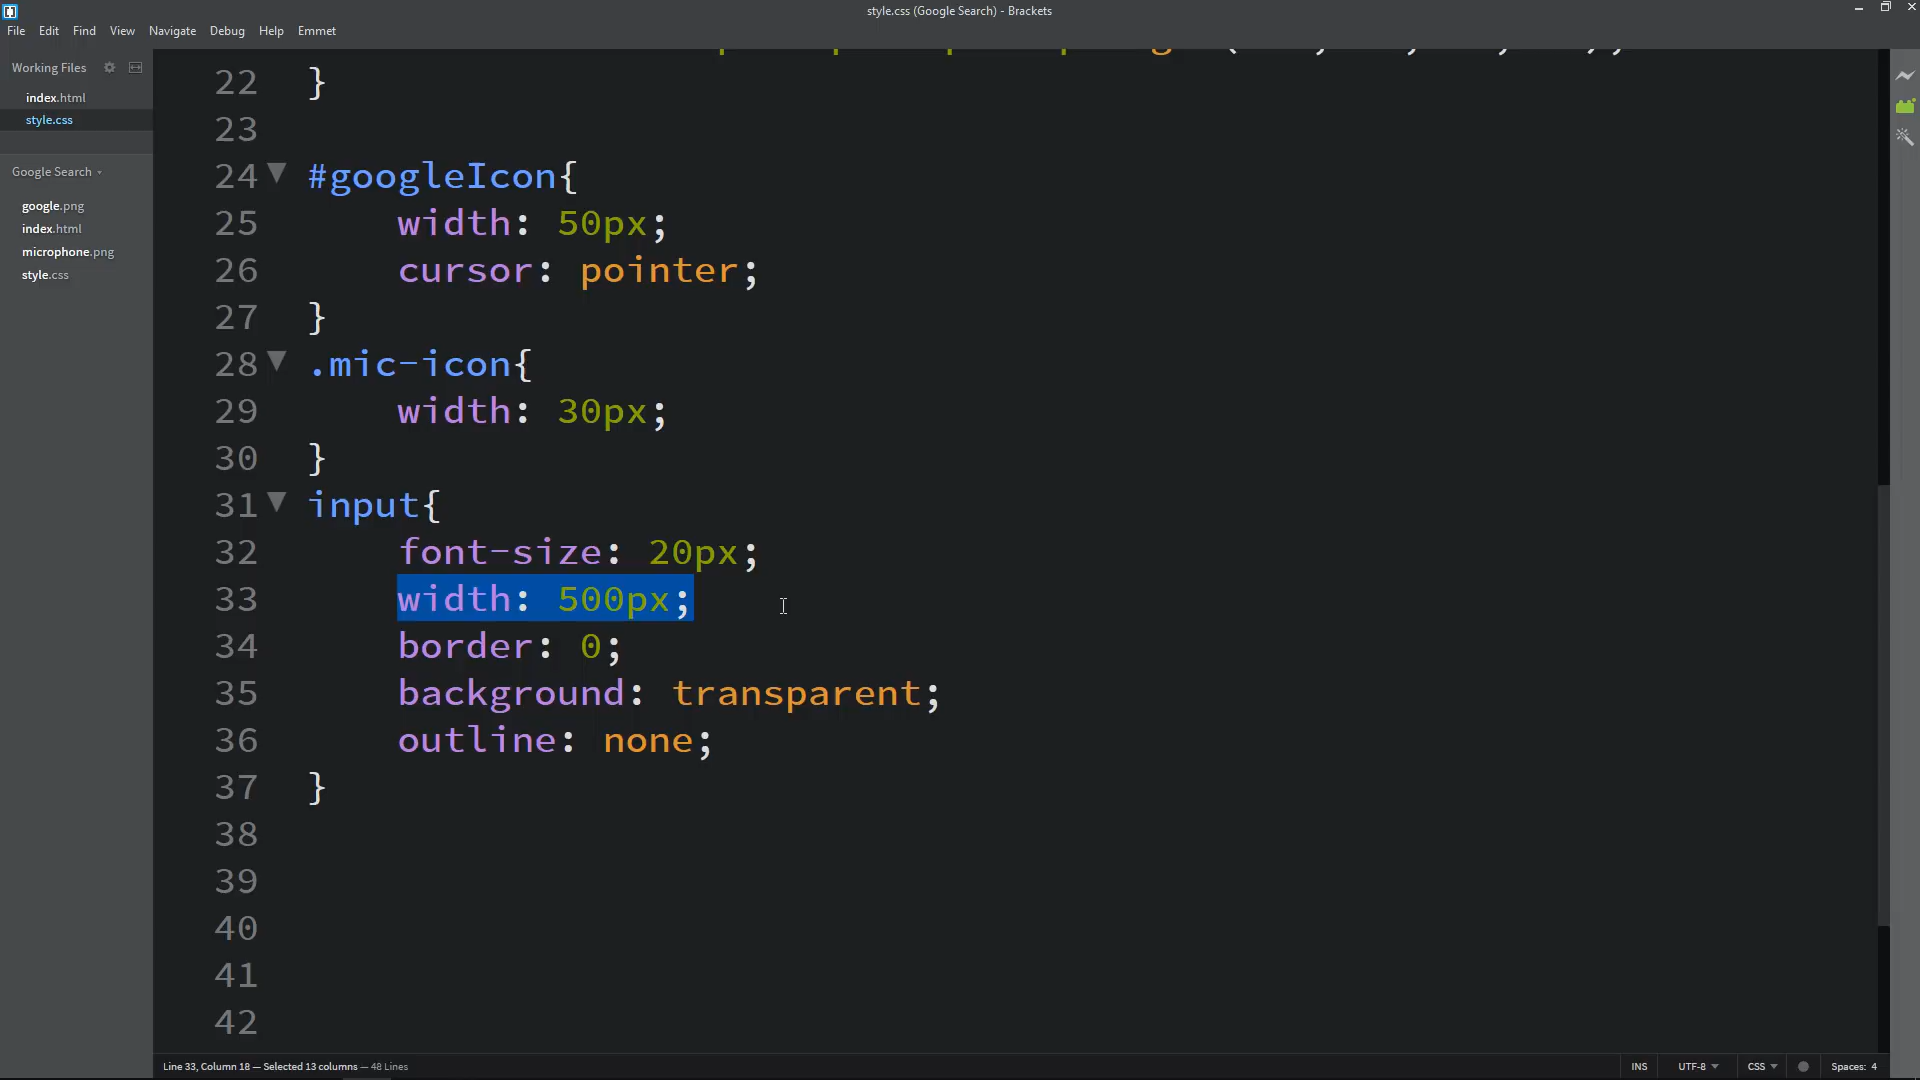 style.css (Google Search) - Brackets
File Edit Find View Navigate Debug Help Emmet
Working Files
index.html
style.css
Google Search
google.png
index.html
microphone.png
style.css
22 }
23
24 #googleIcon{
25 width: 50px;
26 cursor: pointer;
27 }
28 .mic-icon{
29 width: 30px;
30 }
31 input{
32 font-size: 20px;
33 width: 500px;
34 border: 0;
35 background: transparent;
36 outline: none;
37 }
38
39
40
41
42
Line 33, Column 18 — Selected 13 columns — 48 Lines
INS UTF-8 CSS Spaces: 4